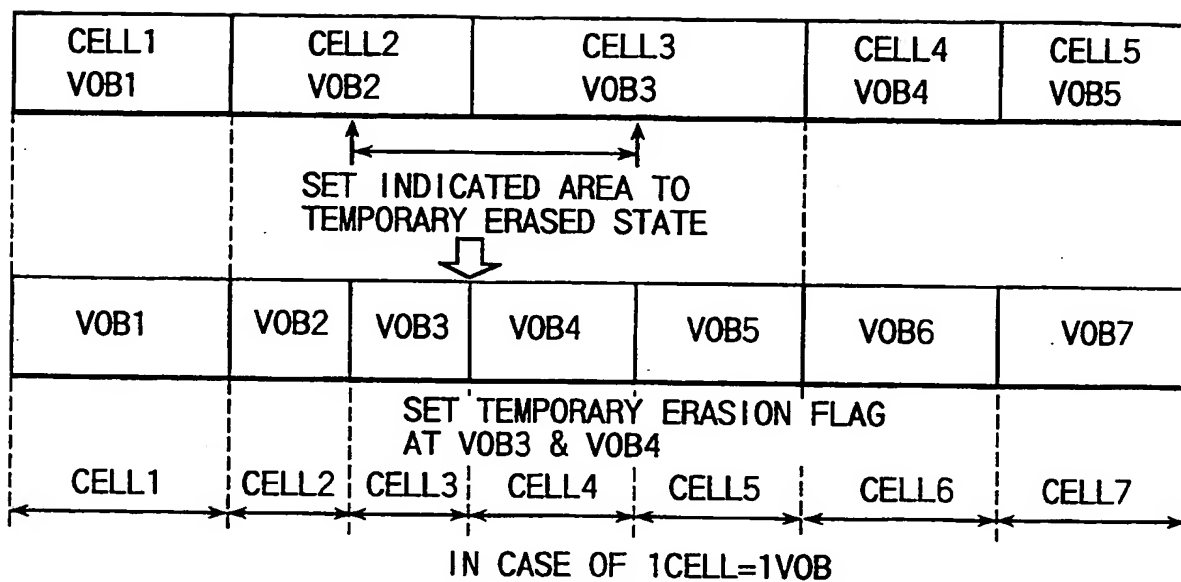 CELL1 CELL2 CELL3 CELL4 CELL5
VOB1 VOB2 VOB3 VOB4 VOB5
SET INDICATED AREA TO
TEMPORARY ERASED STATE
VOB1 VOB2 VOB3 VOB4 VOB5 VOB6 VOB7
SET TEMPORARY ERASION FLAG
AT VOB3 & VOB4
CELL1 CELL2 CELL3 CELL4 CELL5 CELL6 CELL7
IN CASE OF 1CELL=1VOB